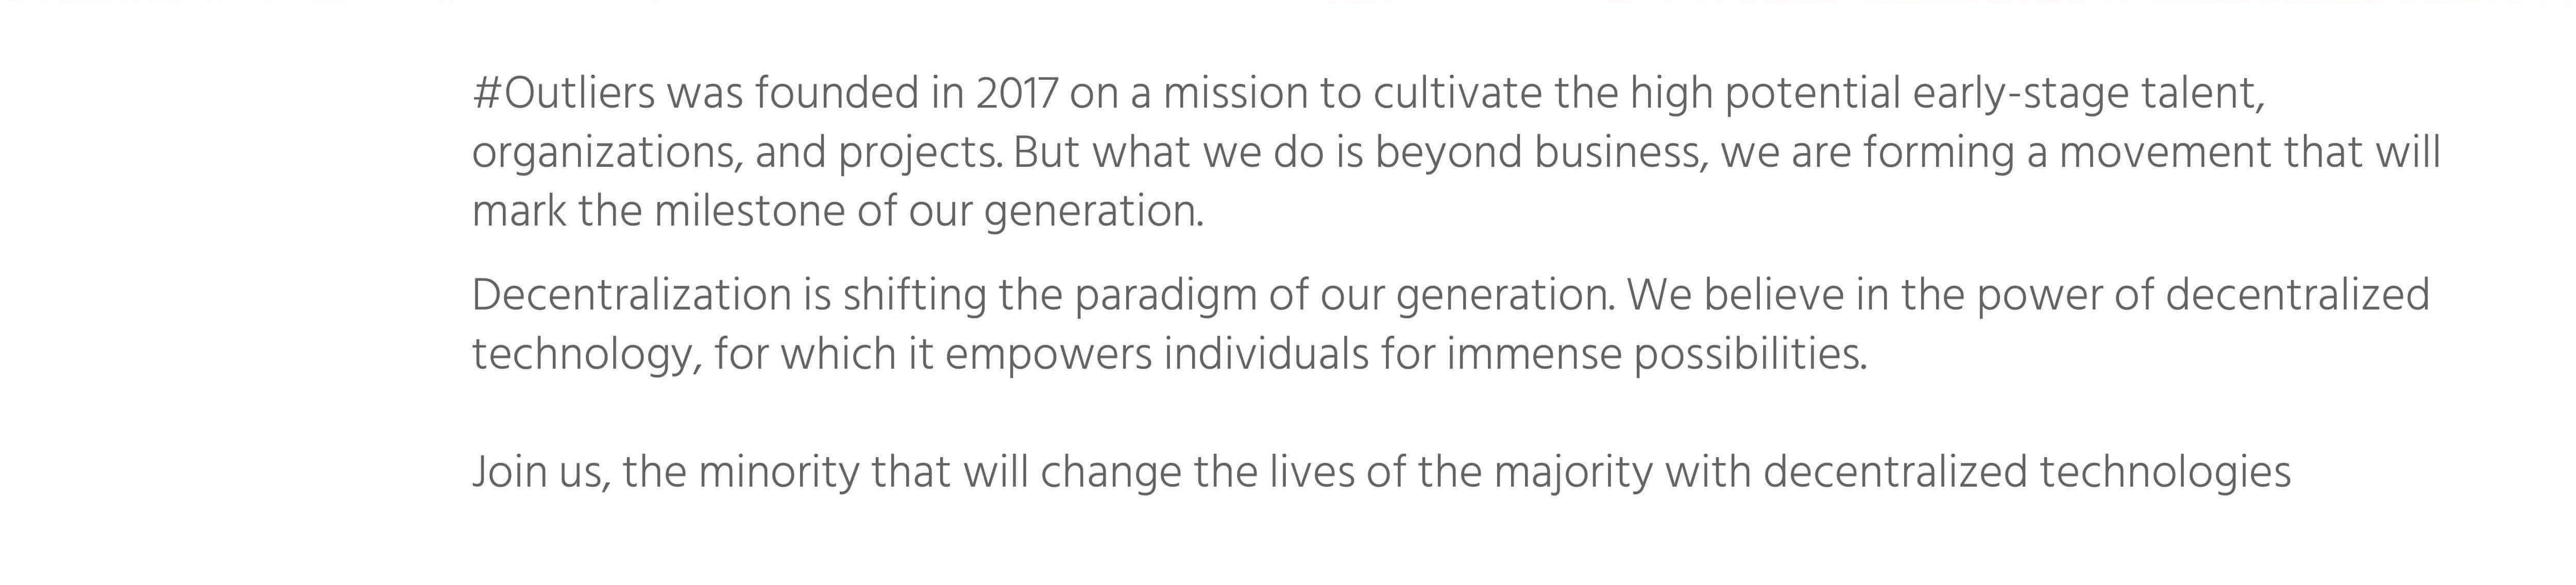 #Outliers was founded in 2017 on a mission to cultivate the high potential early-stage talent,
organizations, and projects. But what we do is beyond business, we are forming a movement that will
mark the milestone of our generation.
Decentralization is shifting the paradigm of our generation. We believe in the power of decentralized
technology, for which it empowers individuals for immense possibilities.
Join us, the minority that will change the lives of the majority with decentralized technologies